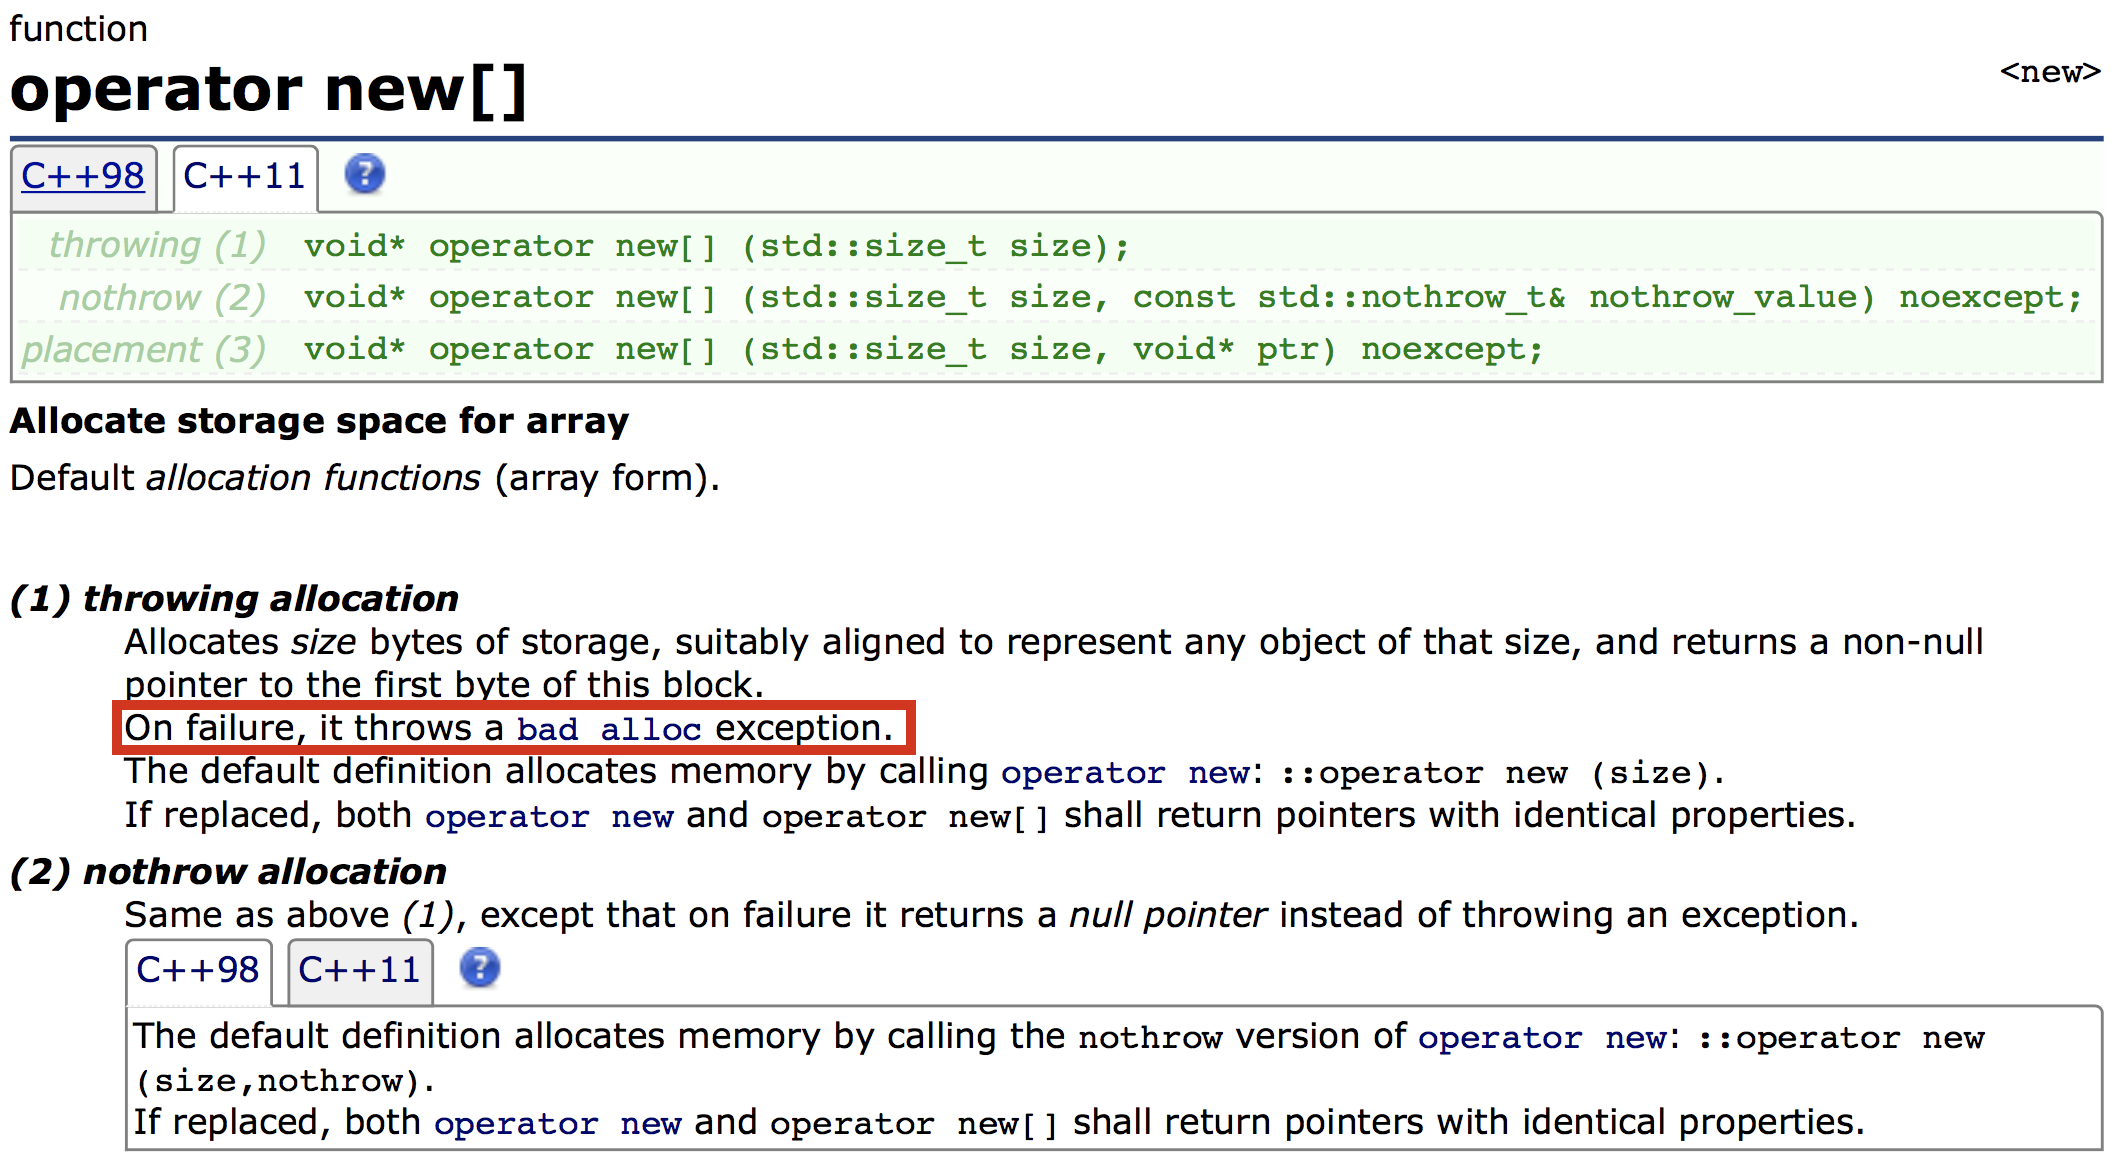 function
operator new[]
<new>
C++98 C++11 ?
throwing (1) void* operator new[] (std::size_t size);
nothrow (2) void* operator new[] (std::size_t size, const std::nothrow_t& nothrow_value) noexcept;
placement (3) void* operator new[] (std::size_t size, void* ptr) noexcept;
Allocate storage space for array
Default allocation functions (array form).
(1) throwing allocation
Allocates size bytes of storage, suitably aligned to represent any object of that size, and returns a non-null
pointer to the first byte of this block.
On failure, it throws a bad_alloc exception.
The default definition allocates memory by calling operator new: ::operator new (size).
If replaced, both operator new and operator new[] shall return pointers with identical properties.
(2) nothrow allocation
Same as above (1), except that on failure it returns a null pointer instead of throwing an exception.
C++98 C++11 ?
The default definition allocates memory by calling the nothrow version of operator new: ::operator new
(size,nothrow).
If replaced, both operator new and operator new[] shall return pointers with identical properties.